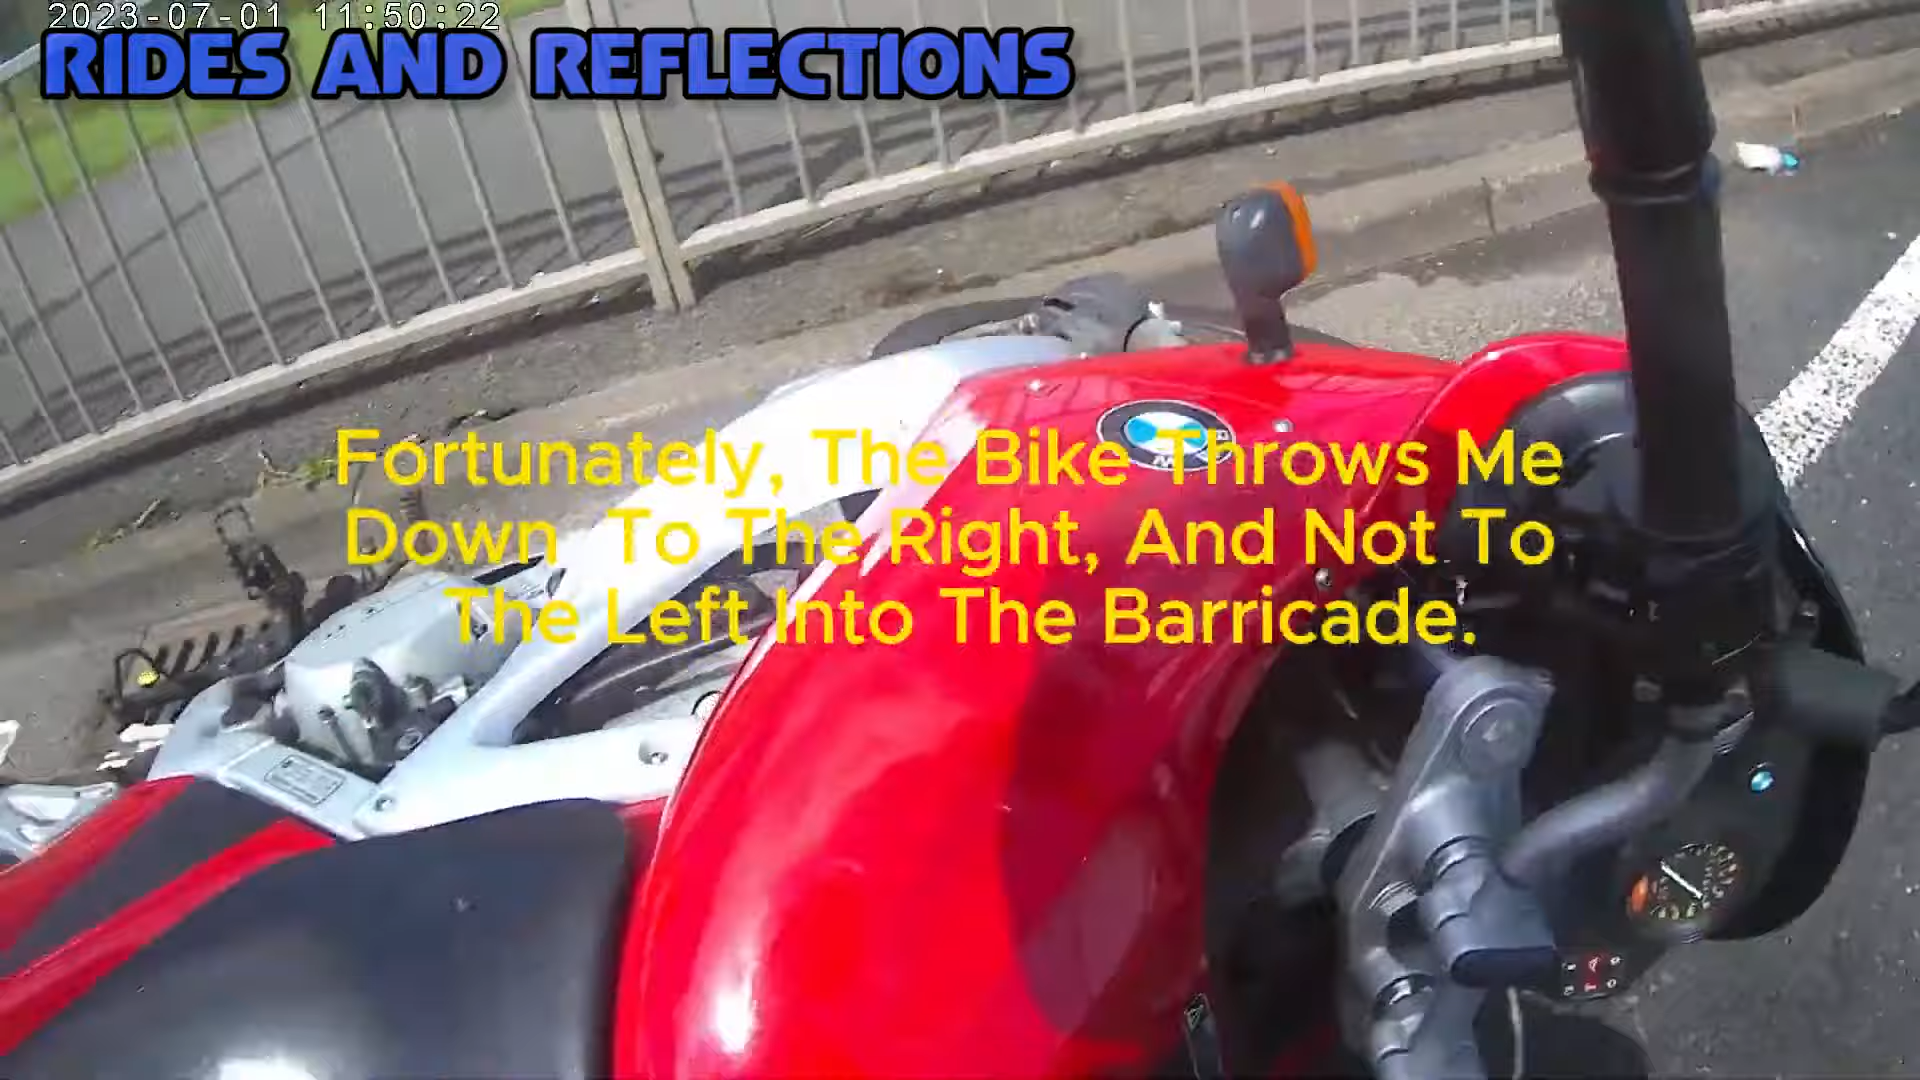 2023-07-01 11:50:22
RIDES AND REFLECTIONS
Fortunately, The Bike Throws Me
Down To The Right, And Not To
The Left Into The Barricade.